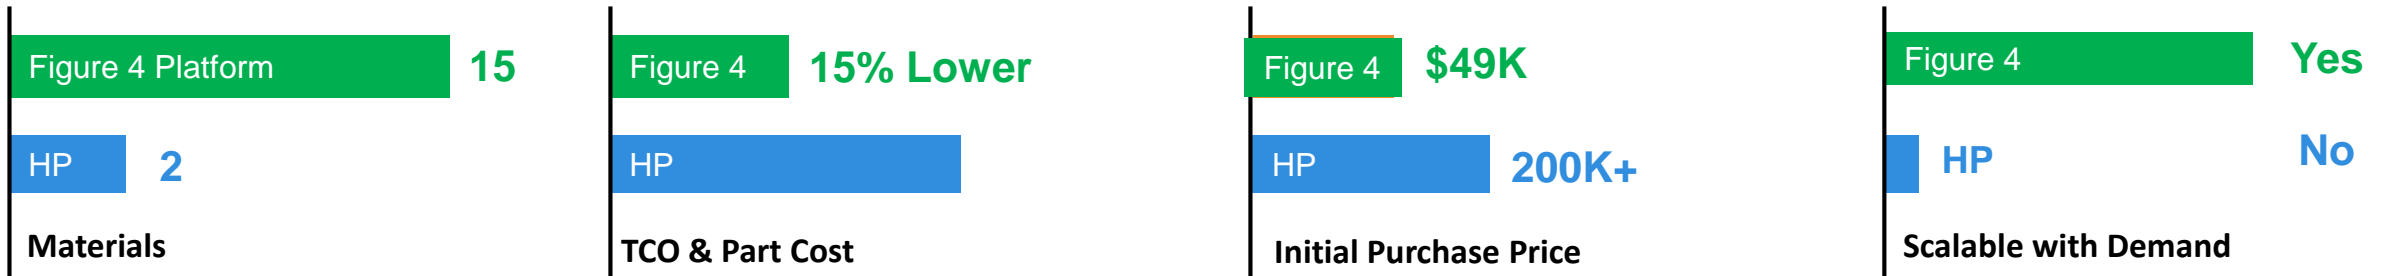 Figure 4 Platform 15
HP 2
Materials
Figure 4 15% Lower
HP
TCO & Part Cost
Figure 4 $49K
HP 200K+
Initial Purchase Price
Figure 4 Yes
HP No
Scalable with Demand